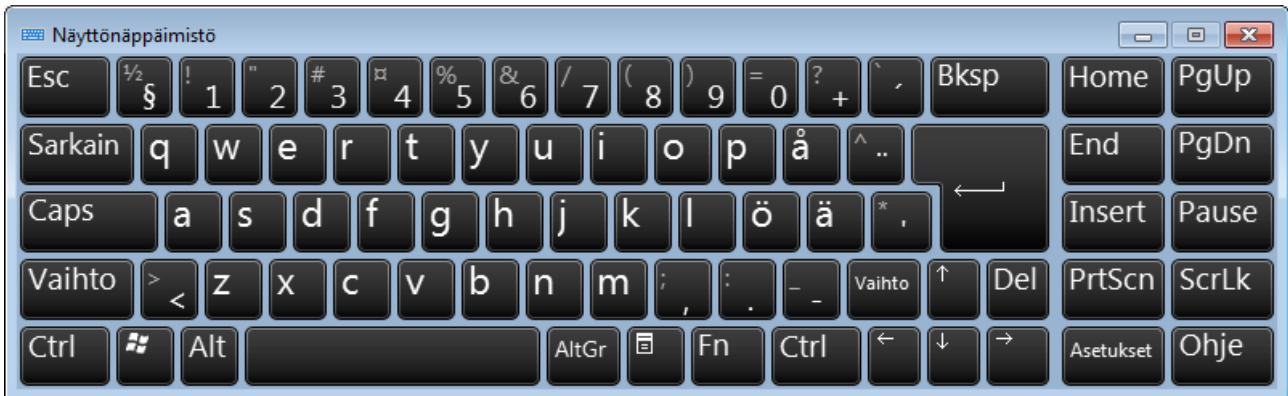 Näyttönäppäimistö
Esc ½ § ! 1 " 2 # 3 ¤ 4 % 5 & 6 / 7 ( 8 ) 9 = 0 ? + ` ´ Bksp Home PgUp
Sarkain q w e r t y u i o p å ^ ¨ End PgDn
Caps a s d f g h j k l ö ä * ' Insert Pause
Vaihto > < z x c v b n m ; , : . _ - Vaihto ↑ Del PrtScn ScrLk
Ctrl Alt AltGr Fn Ctrl ← ↓ → Asetukset Ohje